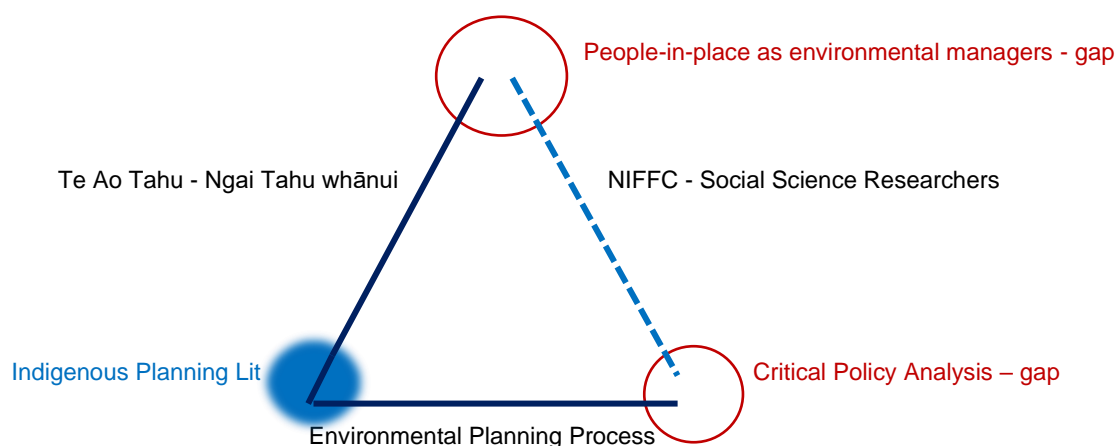 People-in-place as environmental managers - gap
Te Ao Tahu - Ngai Tahu whānui
NIFFC - Social Science Researchers
Indigenous Planning Lit
Critical Policy Analysis – gap
Environmental Planning Process